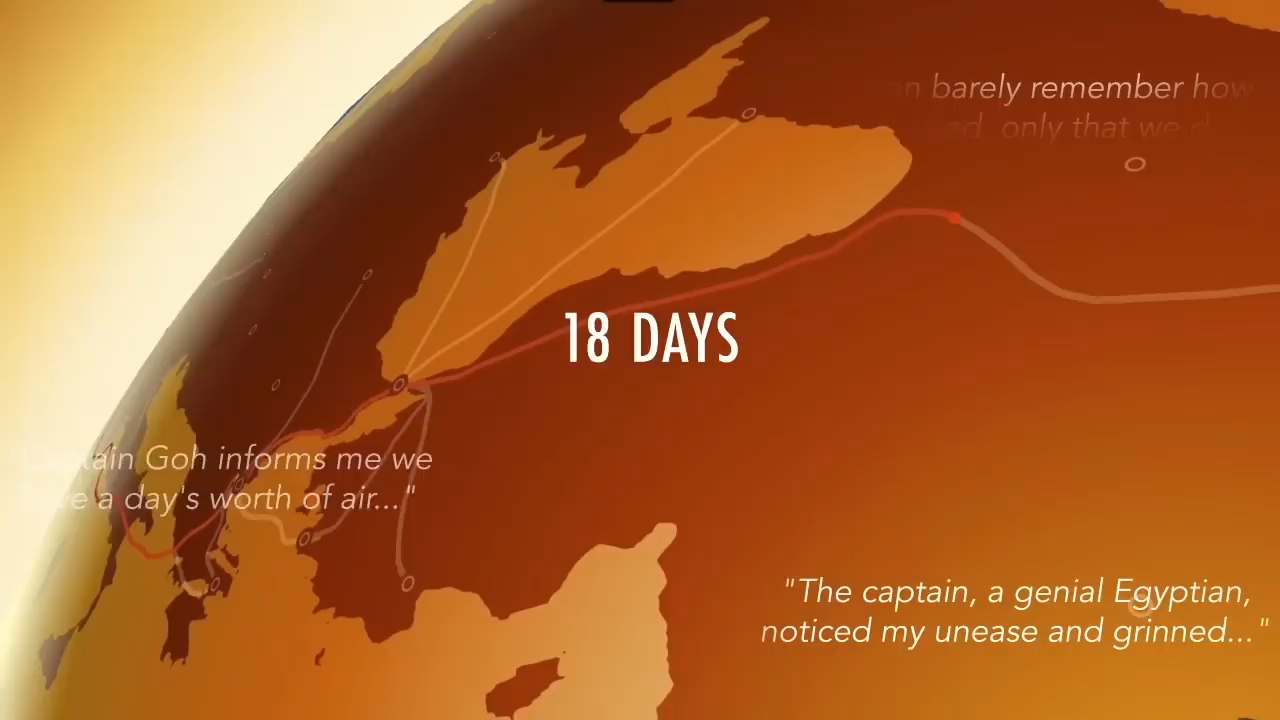 barely remember how
only that we
18 DAYS
Captain Goh informs me we
a day's worth of air..."
"The captain, a genial Egyptian,
noticed my unease and grinned..."